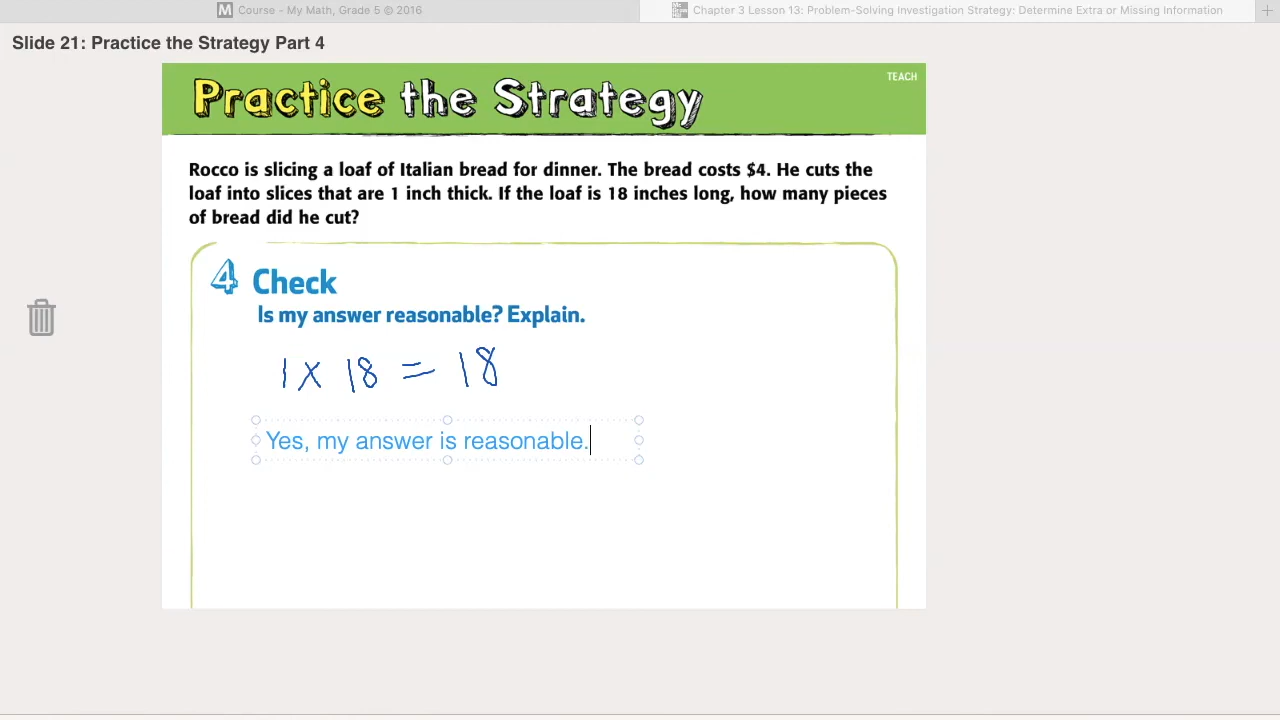 Course - My Math, Grade 5 © 2016
Chapter 3 Lesson 13: Problem-Solving Investigation Strategy: Determine Extra or Missing Information
Slide 21: Practice the Strategy Part 4
TEACH
Practice the Strategy
Rocco is slicing a loaf of Italian bread for dinner. The bread costs $4. He cuts the
loaf into slices that are 1 inch thick. If the loaf is 18 inches long, how many pieces
of bread did he cut?
4 Check
Is my answer reasonable? Explain.
1 x 18 = 18
Yes, my answer is reasonable.